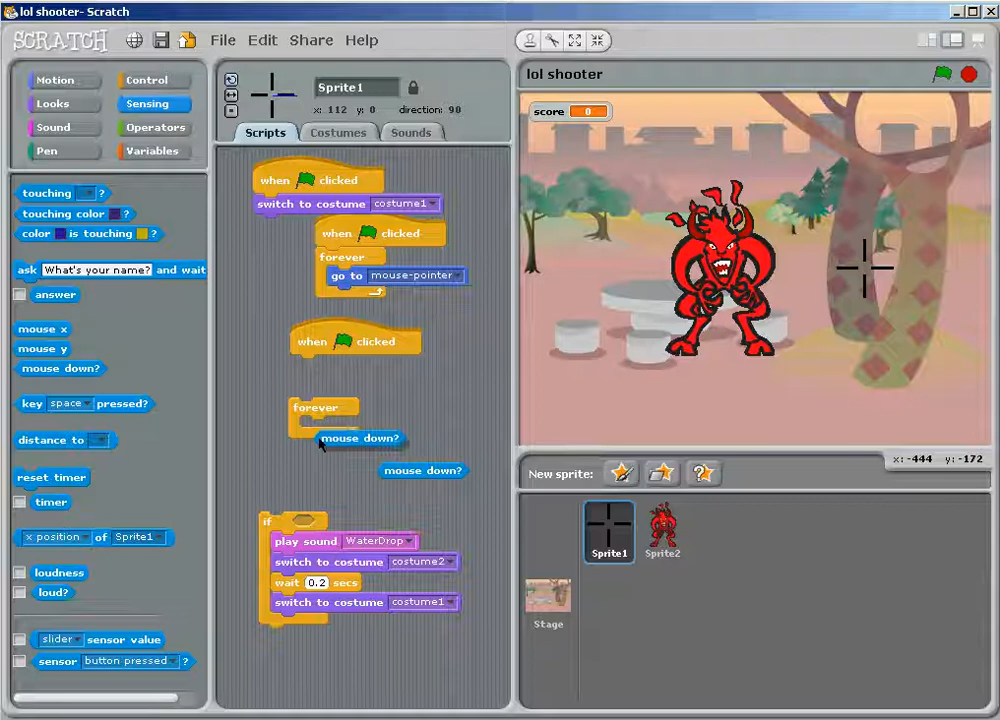 lol shooter- Scratch
SCRATCH File Edit Share Help
Motion Control
Looks Sensing
Sound Operators
Pen Variables
touching ?
touching color ?
color is touching ?
ask What's your name? and wait
answer
mouse x
mouse y
mouse down?
key space pressed?
distance to
reset timer
timer
x position of Sprite1
loudness
loud?
slider sensor value
sensor button pressed ?
Sprite1
x: 112 y: 0 direction: 90
Scripts Costumes Sounds
when clicked
switch to costume costume1
when clicked
forever
go to mouse-pointer
when clicked
forever
mouse down?
mouse down?
if
play sound WaterDrop
switch to costume costume2
wait 0.2 secs
switch to costume costume1
lol shooter
score 0
x: -444 y: -172
New sprite:
Sprite1 Sprite2
Stage